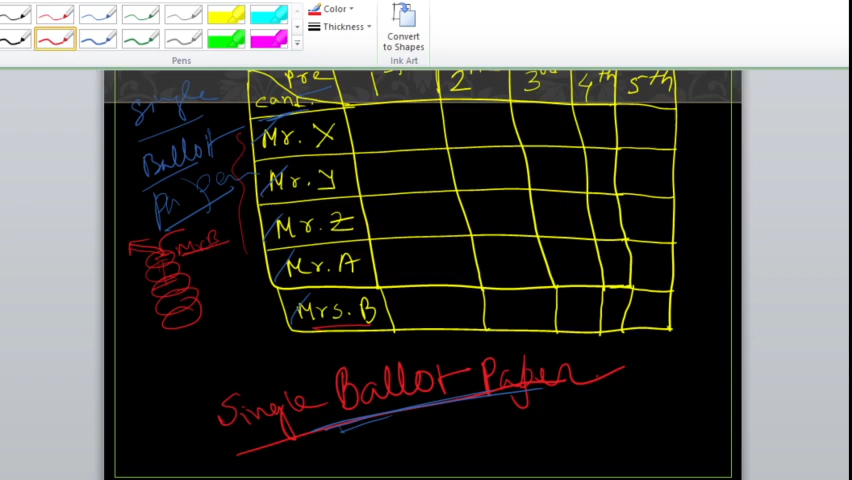 Color
Thickness
Convert
to Shapes
Pens
Ink Art
Pre 1st 2nd 3rd 4th 5th
cand.
Mr. X
Mr. Y
Mr. Z
Mr. A
Mrs. B
Single
Ballot
Paper
Mr B
Single Ballot Paper